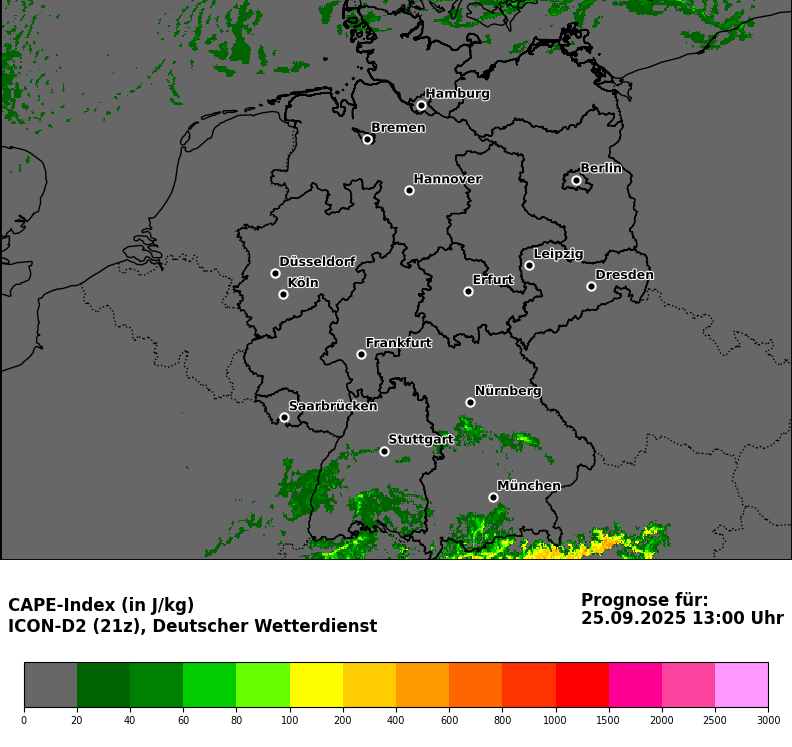 Hamburg
Bremen
Berlin
Hannover
Leipzig
Düsseldorf
Dresden
Erfurt
Köln
Frankfurt
Nürnberg
Saarbrücken
Stuttgart
München
CAPE-Index (in J/kg)
ICON-D2 (21z), Deutscher Wetterdienst
Prognose für:
25.09.2025 13:00 Uhr
0 20 40 60 80 100 200 400 600 800 1000 1500 2000 2500 3000